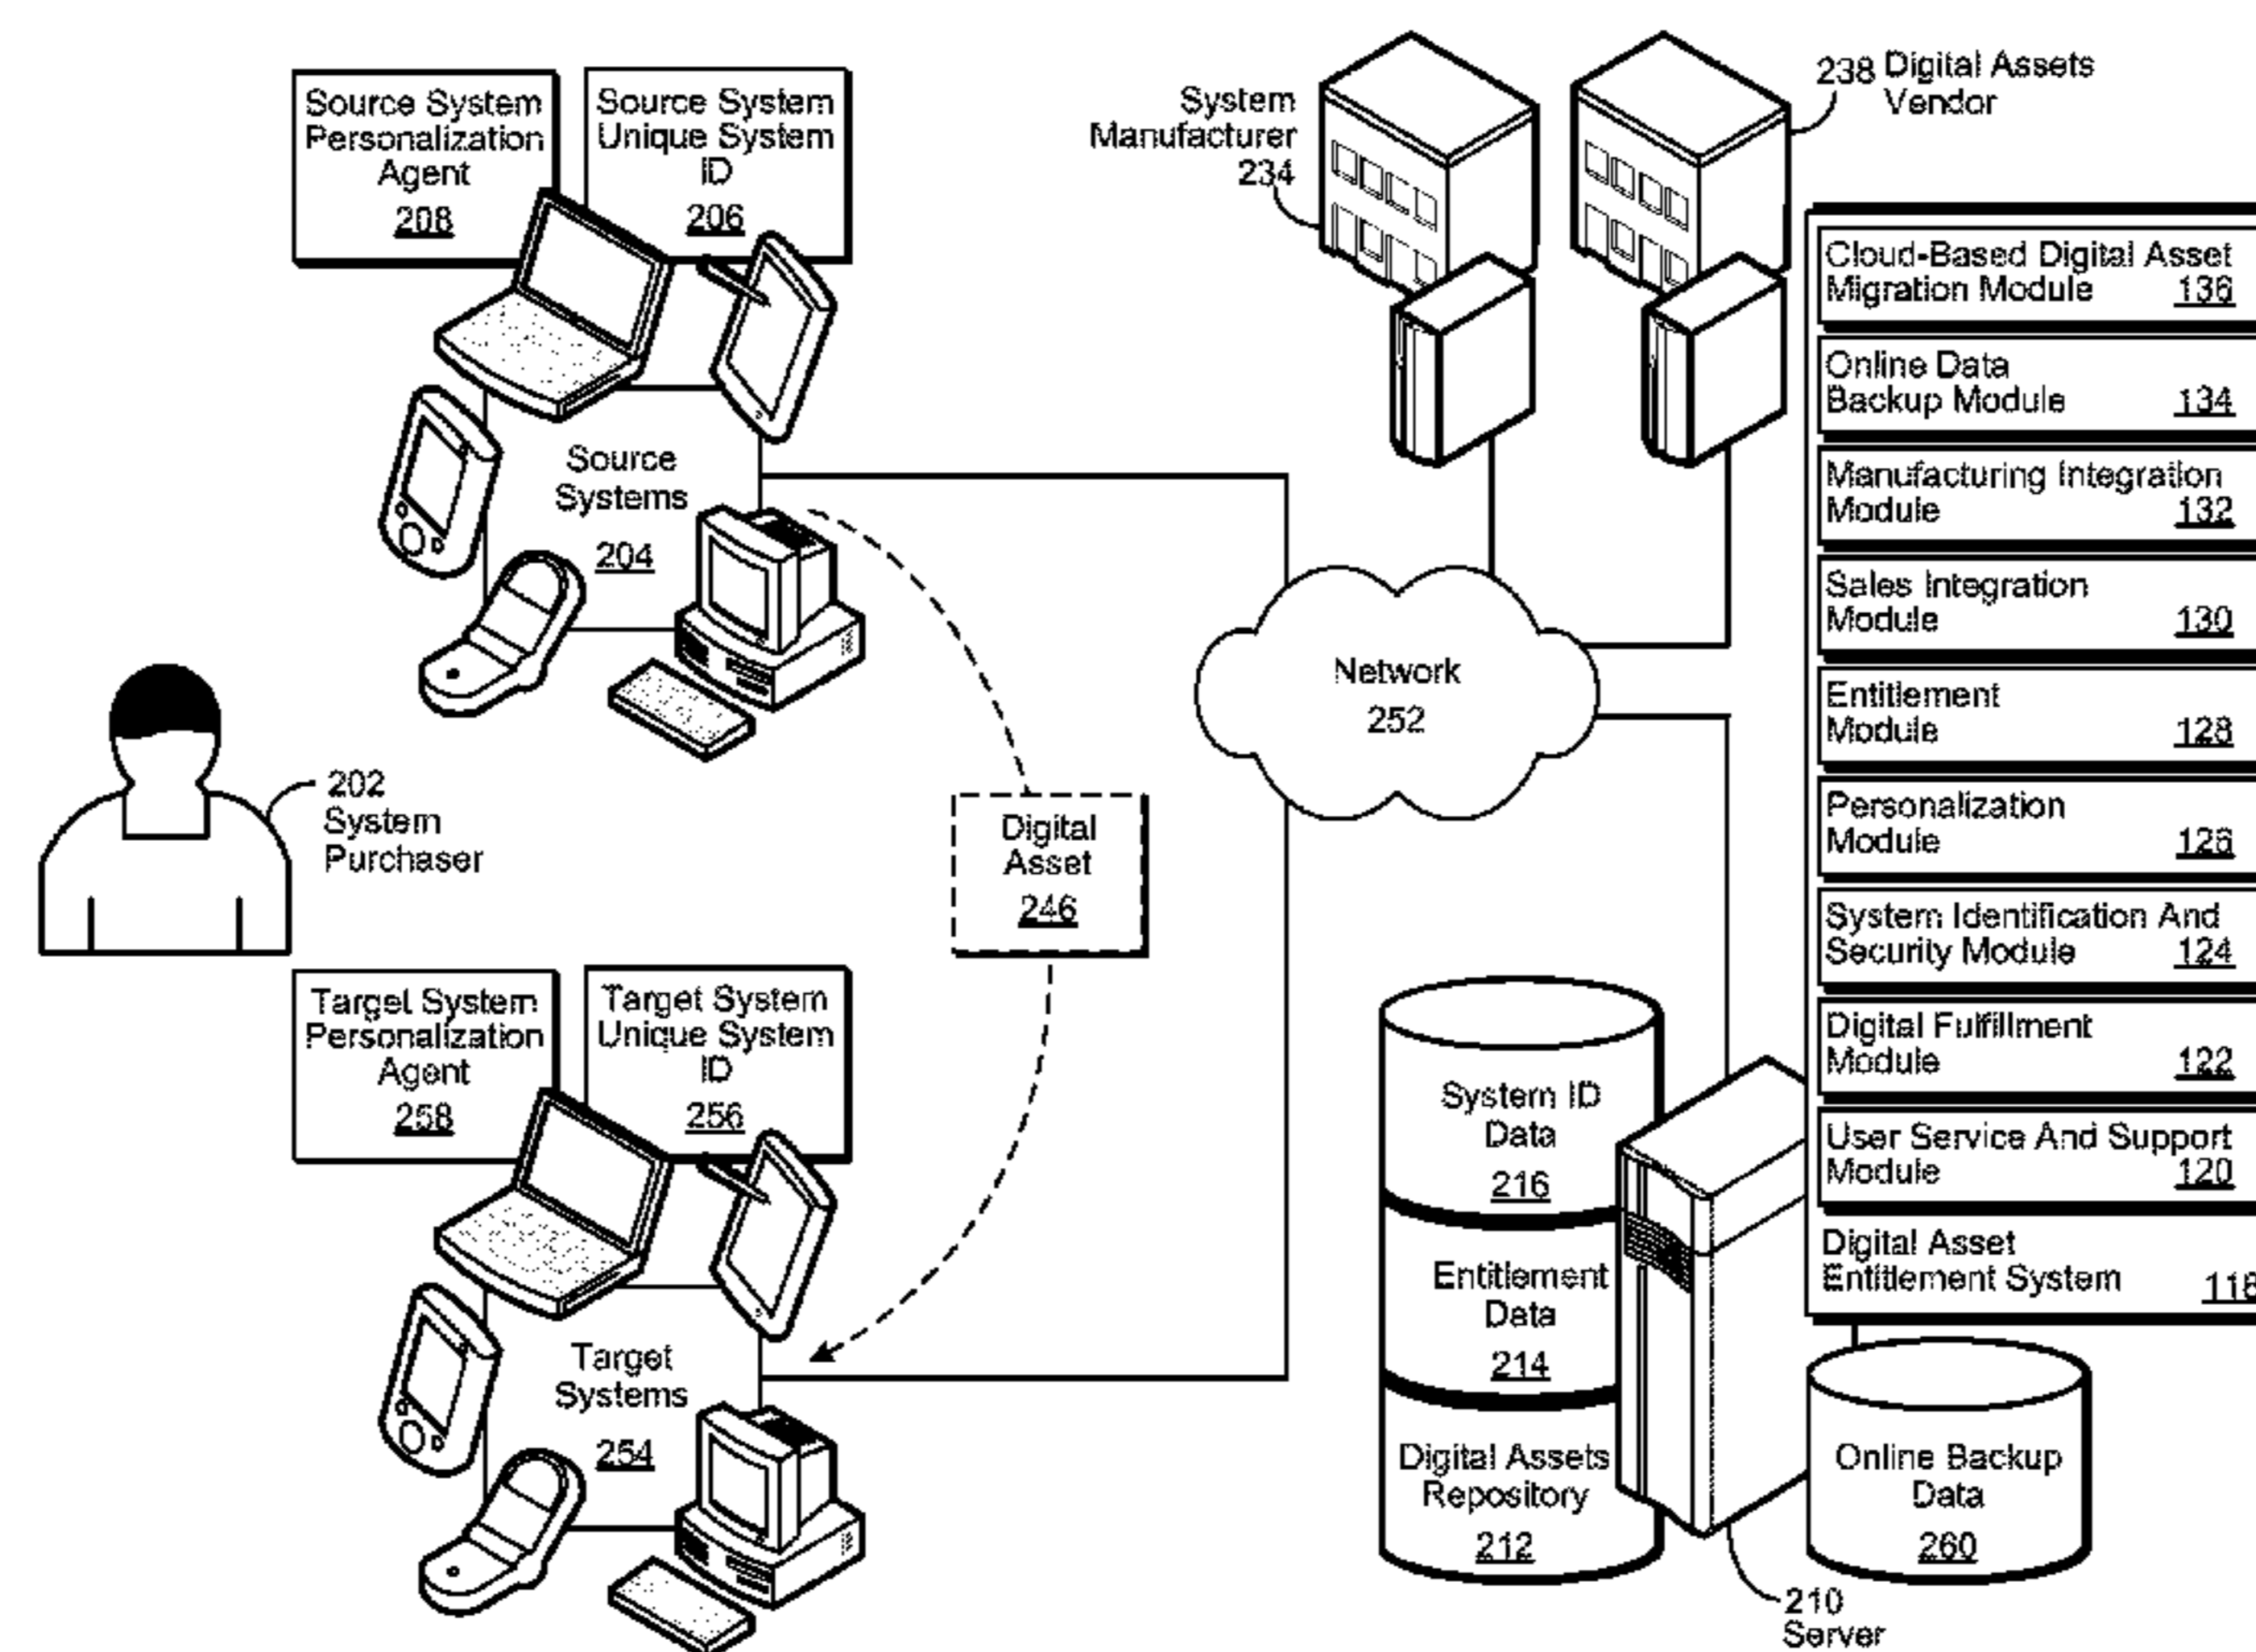 Source System
Personalization
Agent
208
Source System
Unique System
ID
206
Source
Systems
204
202
System
Purchaser
Digital
Asset
246
Target System
Personalization
Agent
258
Target System
Unique System
ID
256
Target
Systems
254
System
Manufacturer
234
238 Digital Assets
Vendor
Network
252
System ID
Data
216
Entitlement
Data
214
Digital Assets
Repository
212
Cloud-Based Digital Asset
Migration Module 136
Online Data
Backup Module 134
Manufacturing Integration
Module 132
Sales Integration
Module 130
Entitlement
Module 128
Personalization
Module 126
System Identification And
Security Module 124
Digital Fulfillment
Module 122
User Service And Support
Module 120
Digital Asset
Entitlement System 118
Online Backup
Data
260
210
Server